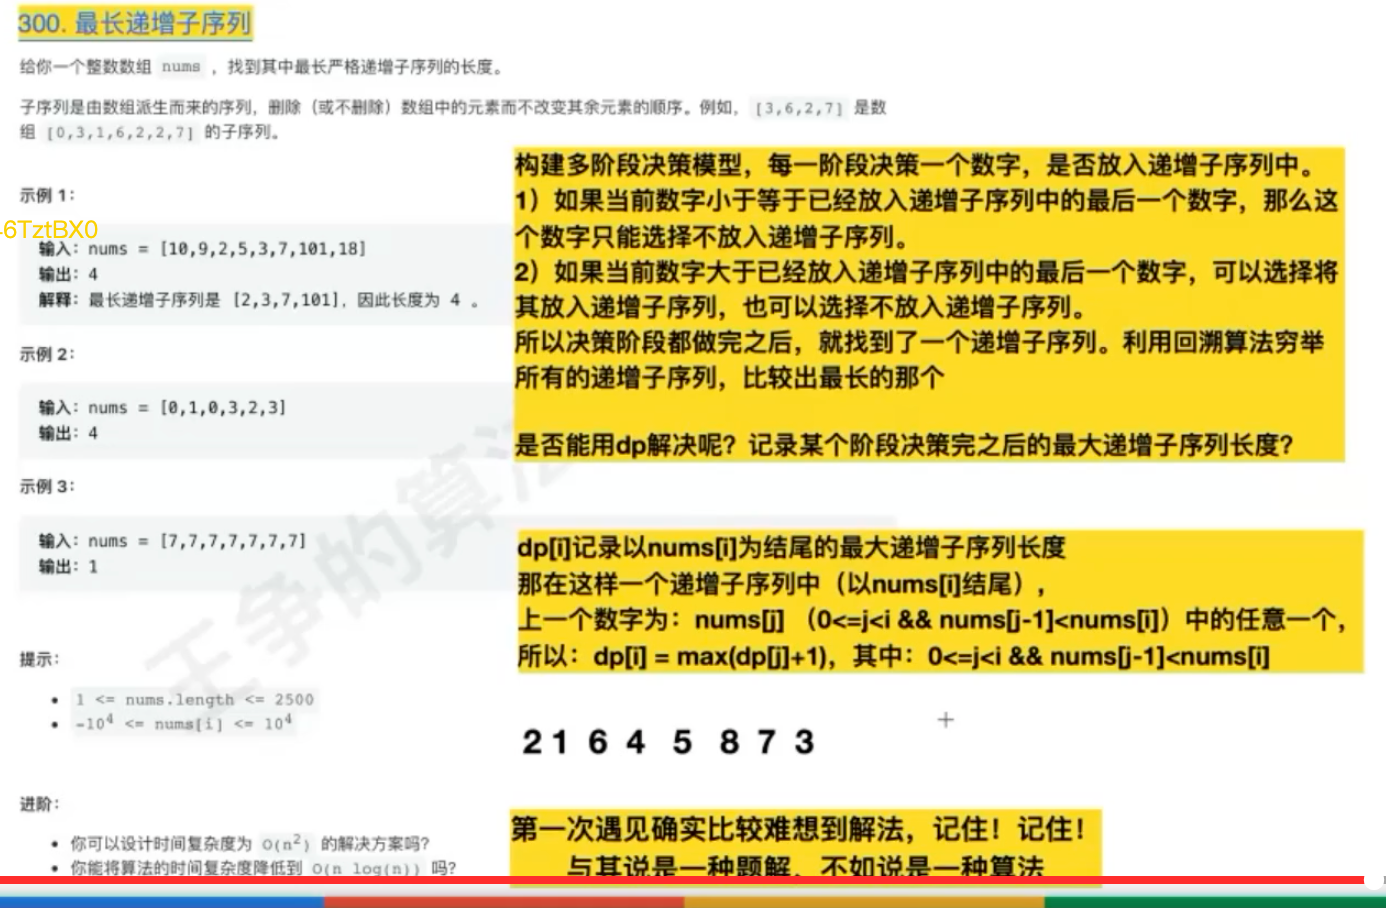 300. 最长递增子序列
给你一个整数数组 nums ，找到其中最长严格递增子序列的长度。
子序列是由数组派生而来的序列，删除（或不删除）数组中的元素而不改变其余元素的顺序。例如，[3,6,2,7] 是数
组 [0,3,1,6,2,2,7] 的子序列。
示例 1：
6TztBX0
输入：nums = [10,9,2,5,3,7,101,18]
输出：4
解释：最长递增子序列是 [2,3,7,101]，因此长度为 4 。
示例 2：
输入：nums = [0,1,0,3,2,3]
输出：4
示例 3：
输入：nums = [7,7,7,7,7,7,7]
输出：1
提示：
• 1 <= nums.length <= 2500
• -10⁴ <= nums[i] <= 10⁴
进阶：
• 你可以设计时间复杂度为 O(n²) 的解决方案吗？
• 你能将算法的时间复杂度降低到 O(n log(n)) 吗？
构建多阶段决策模型，每一阶段决策一个数字，是否放入递增子序列中。
1）如果当前数字小于等于已经放入递增子序列中的最后一个数字，那么这
个数字只能选择不放入递增子序列。
2）如果当前数字大于已经放入递增子序列中的最后一个数字，可以选择将
其放入递增子序列，也可以选择不放入递增子序列。
所以决策阶段都做完之后，就找到了一个递增子序列。利用回溯算法穷举
所有的递增子序列，比较出最长的那个
是否能用dp解决呢？记录某个阶段决策完之后的最大递增子序列长度？
dp[i]记录以nums[i]为结尾的最大递增子序列长度
那在这样一个递增子序列中（以nums[i]结尾），
上一个数字为：nums[j] （0<=j<i && nums[j-1]<nums[i]）中的任意一个，
所以：dp[i] = max(dp[j]+1)，其中：0<=j<i && nums[j-1]<nums[i]
2 1 6 4 5 8 7 3
第一次遇见确实比较难想到解法，记住！记住！
与其说是一种题解，不如说是一种算法
王争的算法